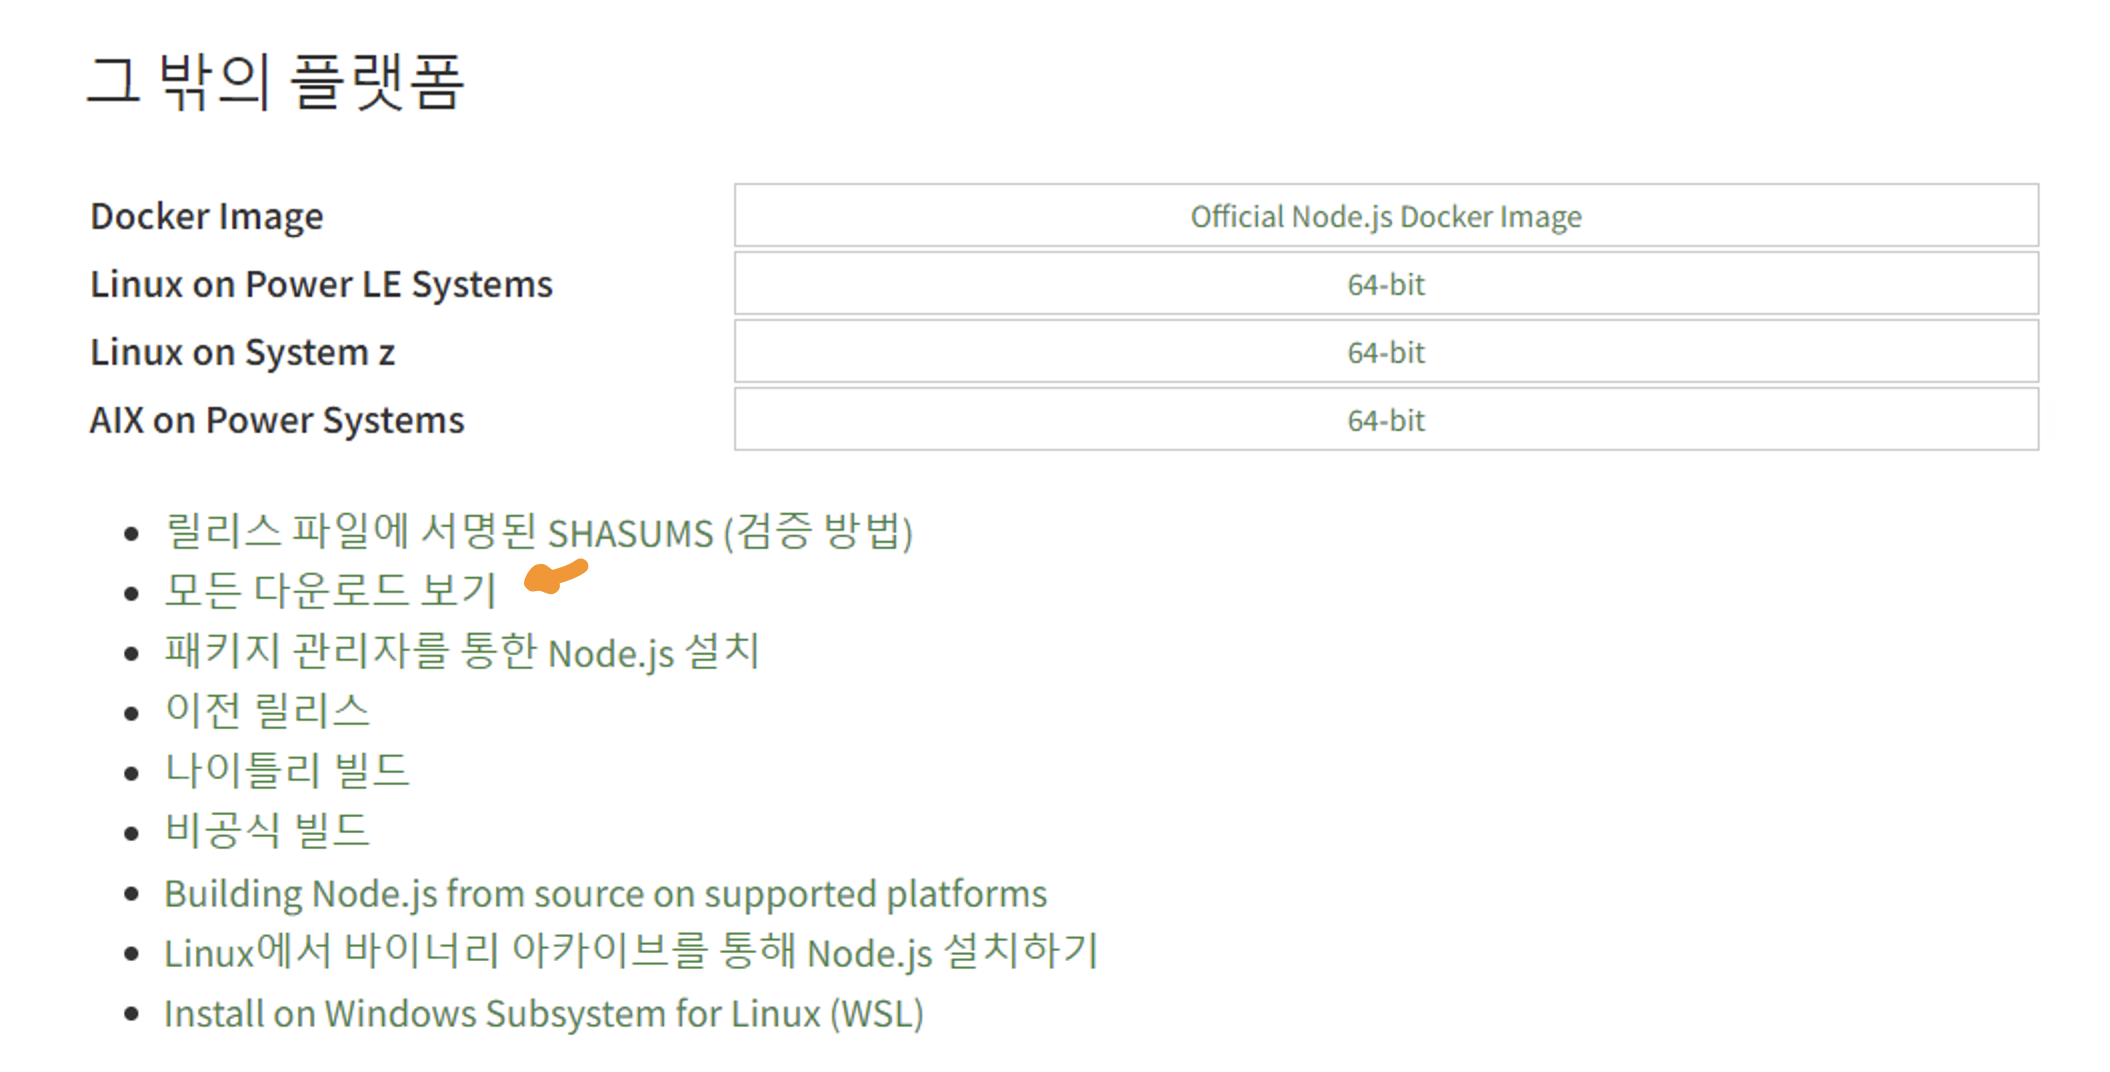 그 밖의 플랫폼
Docker Image Official Node.js Docker Image
Linux on Power LE Systems 64-bit
Linux on System z 64-bit
AIX on Power Systems 64-bit
릴리스 파일에 서명된 SHASUMS (검증 방법)
모든 다운로드 보기
패키지 관리자를 통한 Node.js 설치
이전 릴리스
나이틀리 빌드
비공식 빌드
Building Node.js from source on supported platforms
Linux에서 바이너리 아카이브를 통해 Node.js 설치하기
Install on Windows Subsystem for Linux (WSL)